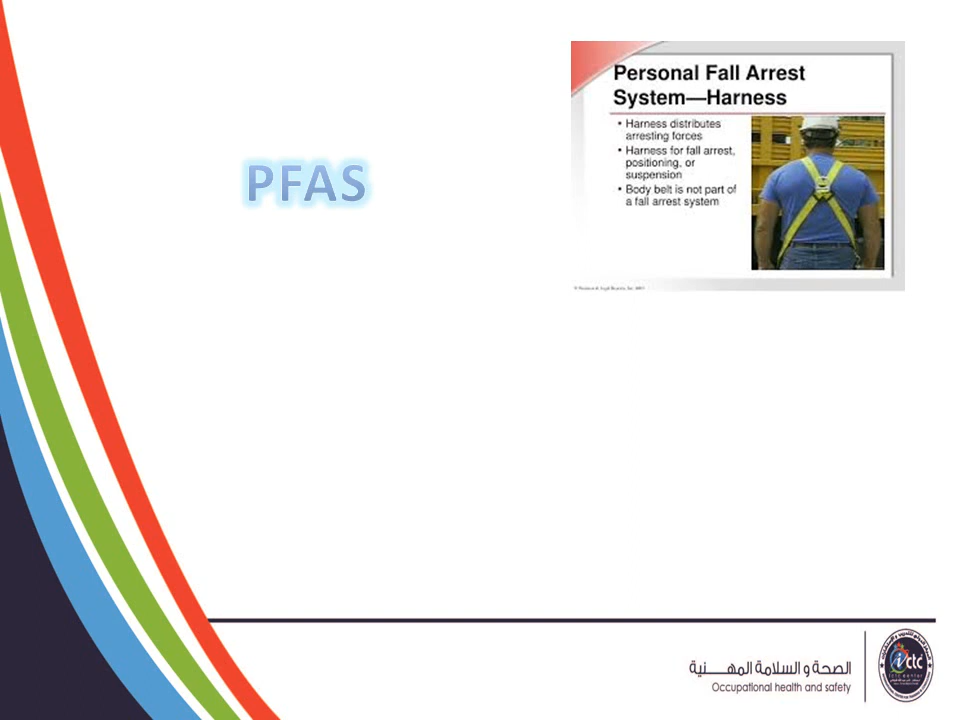 PFAS
Personal Fall Arrest
System—Harness
• Harness distributes
arresting forces
• Harness for fall arrest,
positioning, or
suspension
• Body belt is not part of
a fall arrest system
الصحة و السلامة المهـــنية
Occupational health and safety
ictc